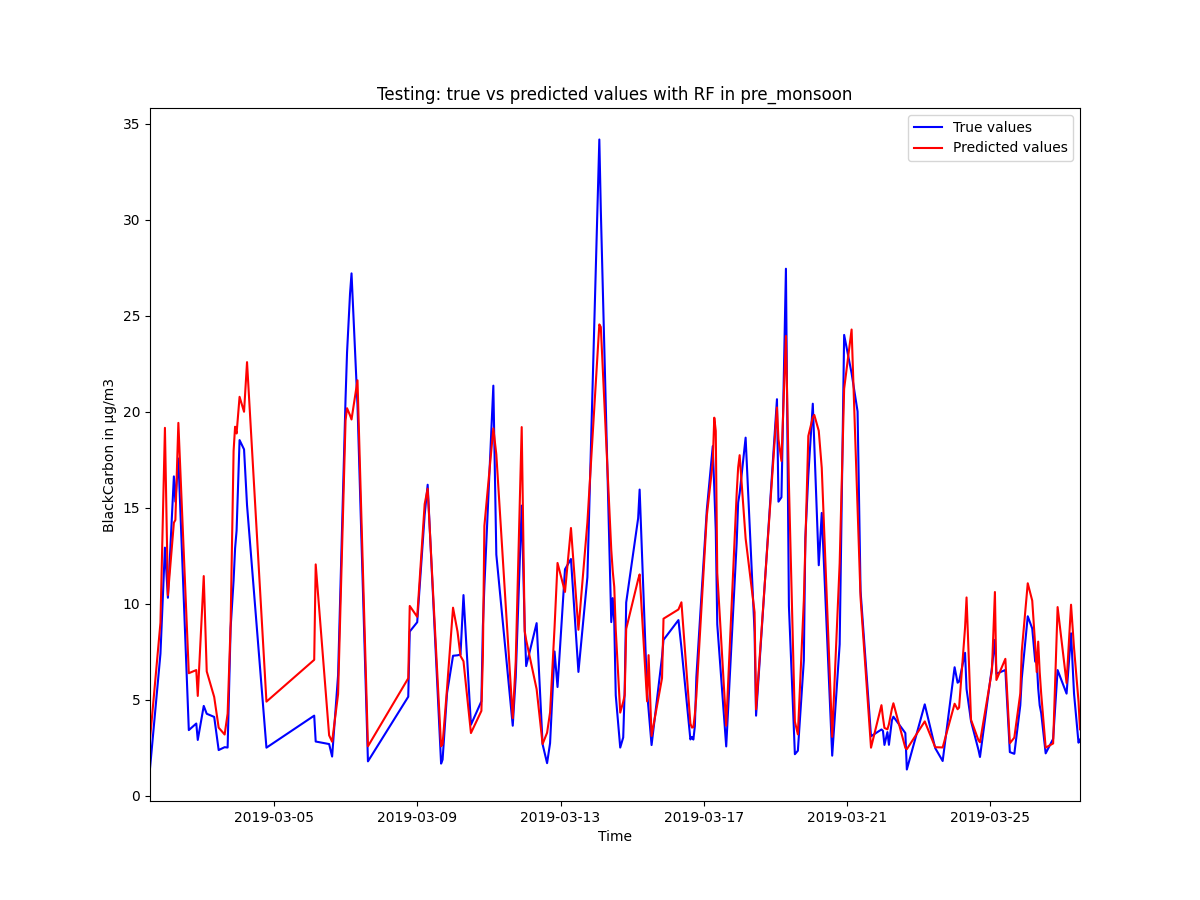 Testing: true vs predicted values with RF in pre_monsoon
True values
Predicted values
BlackCarbon in µg/m3
35
30
25
20
15
10
5
0
2019-03-05
2019-03-09
2019-03-13
2019-03-17
2019-03-21
2019-03-25
Time